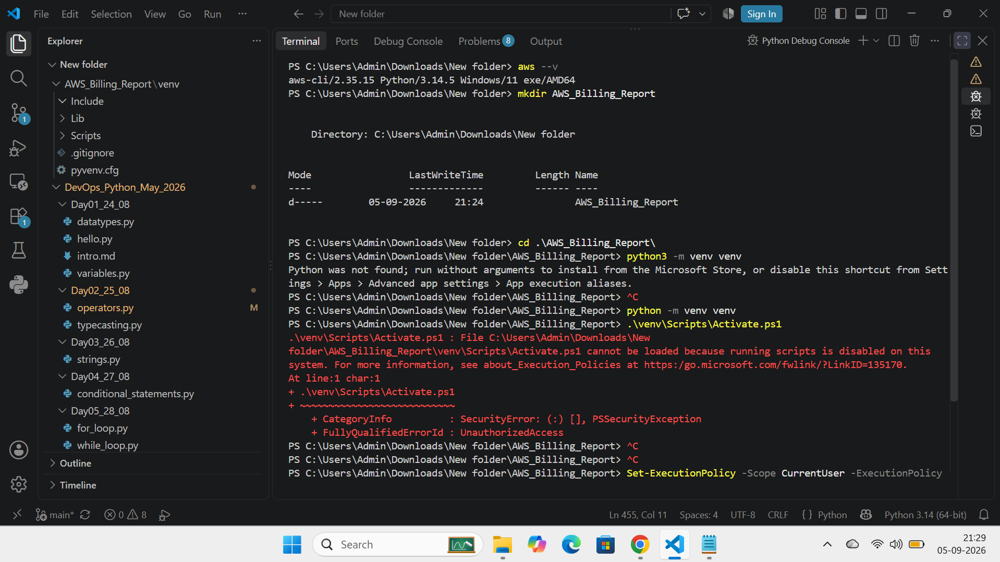 File Edit Selection View Go Run ··· New folder Sign In
Explorer ···
New folder
AWS_Billing_Report\venv
Include
Lib
Scripts
.gitignore
pyvenv.cfg
DevOps_Python_May_2026
Day01_24_08
datatypes.py
hello.py
intro.md
variables.py
Day02_25_08
operators.py M
typecasting.py
Day03_26_08
strings.py
Day04_27_08
conditional_statements.py
Day05_28_08
for_loop.py
while_loop.py
Outline
Timeline
1
1
Terminal Ports Debug Console Problems 8 Output Python Debug Console ···
PS C:\Users\Admin\Downloads\New folder> aws --v
aws-cli/2.35.15 Python/3.14.5 Windows/11 exe/AMD64
PS C:\Users\Admin\Downloads\New folder> mkdir AWS_Billing_Report
Directory: C:\Users\Admin\Downloads\New folder
Mode LastWriteTime Length Name
---- ------------- ------ ----
d----- 05-09-2026 21:24 AWS_Billing_Report
PS C:\Users\Admin\Downloads\New folder> cd .\AWS_Billing_Report\
PS C:\Users\Admin\Downloads\New folder\AWS_Billing_Report> python3 -m venv venv
Python was not found; run without arguments to install from the Microsoft Store, or disable this shortcut from Sett
ings > Apps > Advanced app settings > App execution aliases.
PS C:\Users\Admin\Downloads\New folder\AWS_Billing_Report> ^C
PS C:\Users\Admin\Downloads\New folder\AWS_Billing_Report> python -m venv venv
PS C:\Users\Admin\Downloads\New folder\AWS_Billing_Report> .\venv\Scripts\Activate.ps1
.\venv\Scripts\Activate.ps1 : File C:\Users\Admin\Downloads\New
folder\AWS_Billing_Report\venv\Scripts\Activate.ps1 cannot be loaded because running scripts is disabled on this
system. For more information, see about_Execution_Policies at https:/go.microsoft.com/fwlink/?LinkID=135170.
At line:1 char:1
+ .\venv\Scripts\Activate.ps1
+ ~~~~~~~~~~~~~~~~~~~~~~~~~~~
+ CategoryInfo : SecurityError: (:) [], PSSecurityException
+ FullyQualifiedErrorId : UnauthorizedAccess
PS C:\Users\Admin\Downloads\New folder\AWS_Billing_Report> ^C
PS C:\Users\Admin\Downloads\New folder\AWS_Billing_Report> ^C
PS C:\Users\Admin\Downloads\New folder\AWS_Billing_Report> Set-ExecutionPolicy -Scope CurrentUser -ExecutionPolicy
main* 0 8 Ln 455, Col 11 Spaces: 4 UTF-8 CRLF { } Python Python 3.14 (64-bit)
Search
21:29
05-09-2026